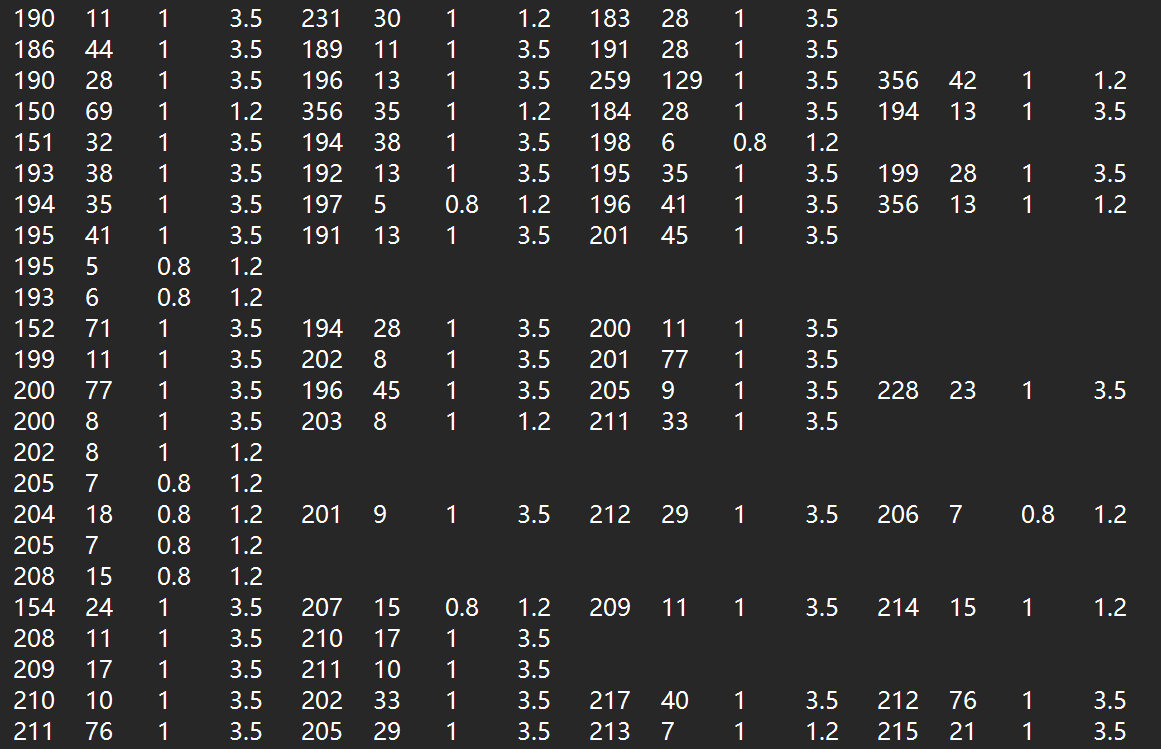 190 11 1 3.5 231 30 1 1.2 183 28 1 3.5
186 44 1 3.5 189 11 1 3.5 191 28 1 3.5
190 28 1 3.5 196 13 1 3.5 259 129 1 3.5 356 42 1 1.2
150 69 1 1.2 356 35 1 1.2 184 28 1 3.5 194 13 1 3.5
151 32 1 3.5 194 38 1 3.5 198 6 0.8 1.2
193 38 1 3.5 192 13 1 3.5 195 35 1 3.5 199 28 1 3.5
194 35 1 3.5 197 5 0.8 1.2 196 41 1 3.5 356 13 1 1.2
195 41 1 3.5 191 13 1 3.5 201 45 1 3.5
195 5 0.8 1.2
193 6 0.8 1.2
152 71 1 3.5 194 28 1 3.5 200 11 1 3.5
199 11 1 3.5 202 8 1 3.5 201 77 1 3.5
200 77 1 3.5 196 45 1 3.5 205 9 1 3.5 228 23 1 3.5
200 8 1 3.5 203 8 1 1.2 211 33 1 3.5
202 8 1 1.2
205 7 0.8 1.2
204 18 0.8 1.2 201 9 1 3.5 212 29 1 3.5 206 7 0.8 1.2
205 7 0.8 1.2
208 15 0.8 1.2
154 24 1 3.5 207 15 0.8 1.2 209 11 1 3.5 214 15 1 1.2
208 11 1 3.5 210 17 1 3.5
209 17 1 3.5 211 10 1 3.5
210 10 1 3.5 202 33 1 3.5 217 40 1 3.5 212 76 1 3.5
211 76 1 3.5 205 29 1 3.5 213 7 1 1.2 215 21 1 3.5